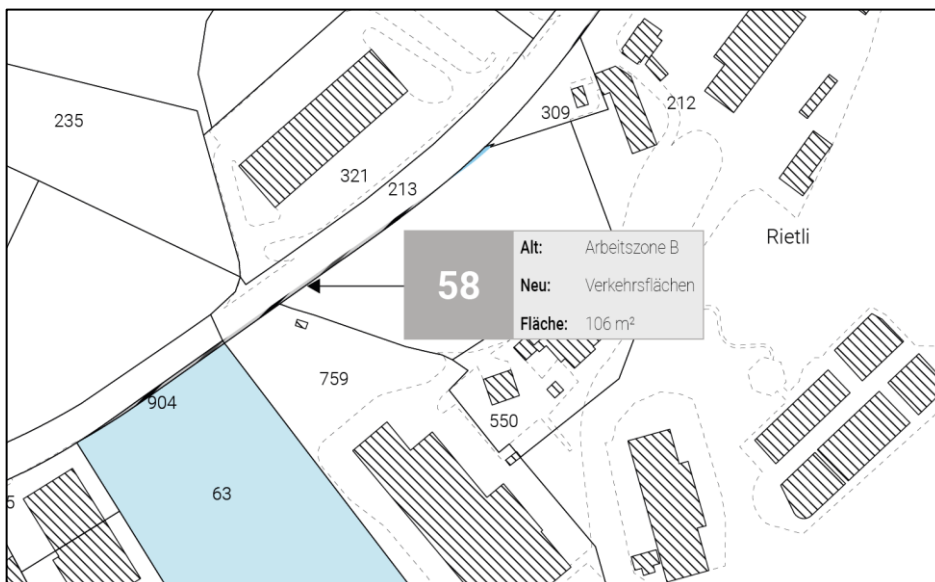 235
309
212
321
213
Rietli
58
Alt: Arbeitszone B
Neu: Verkehrsflächen
Fläche: 106 m²
759
904
550
63